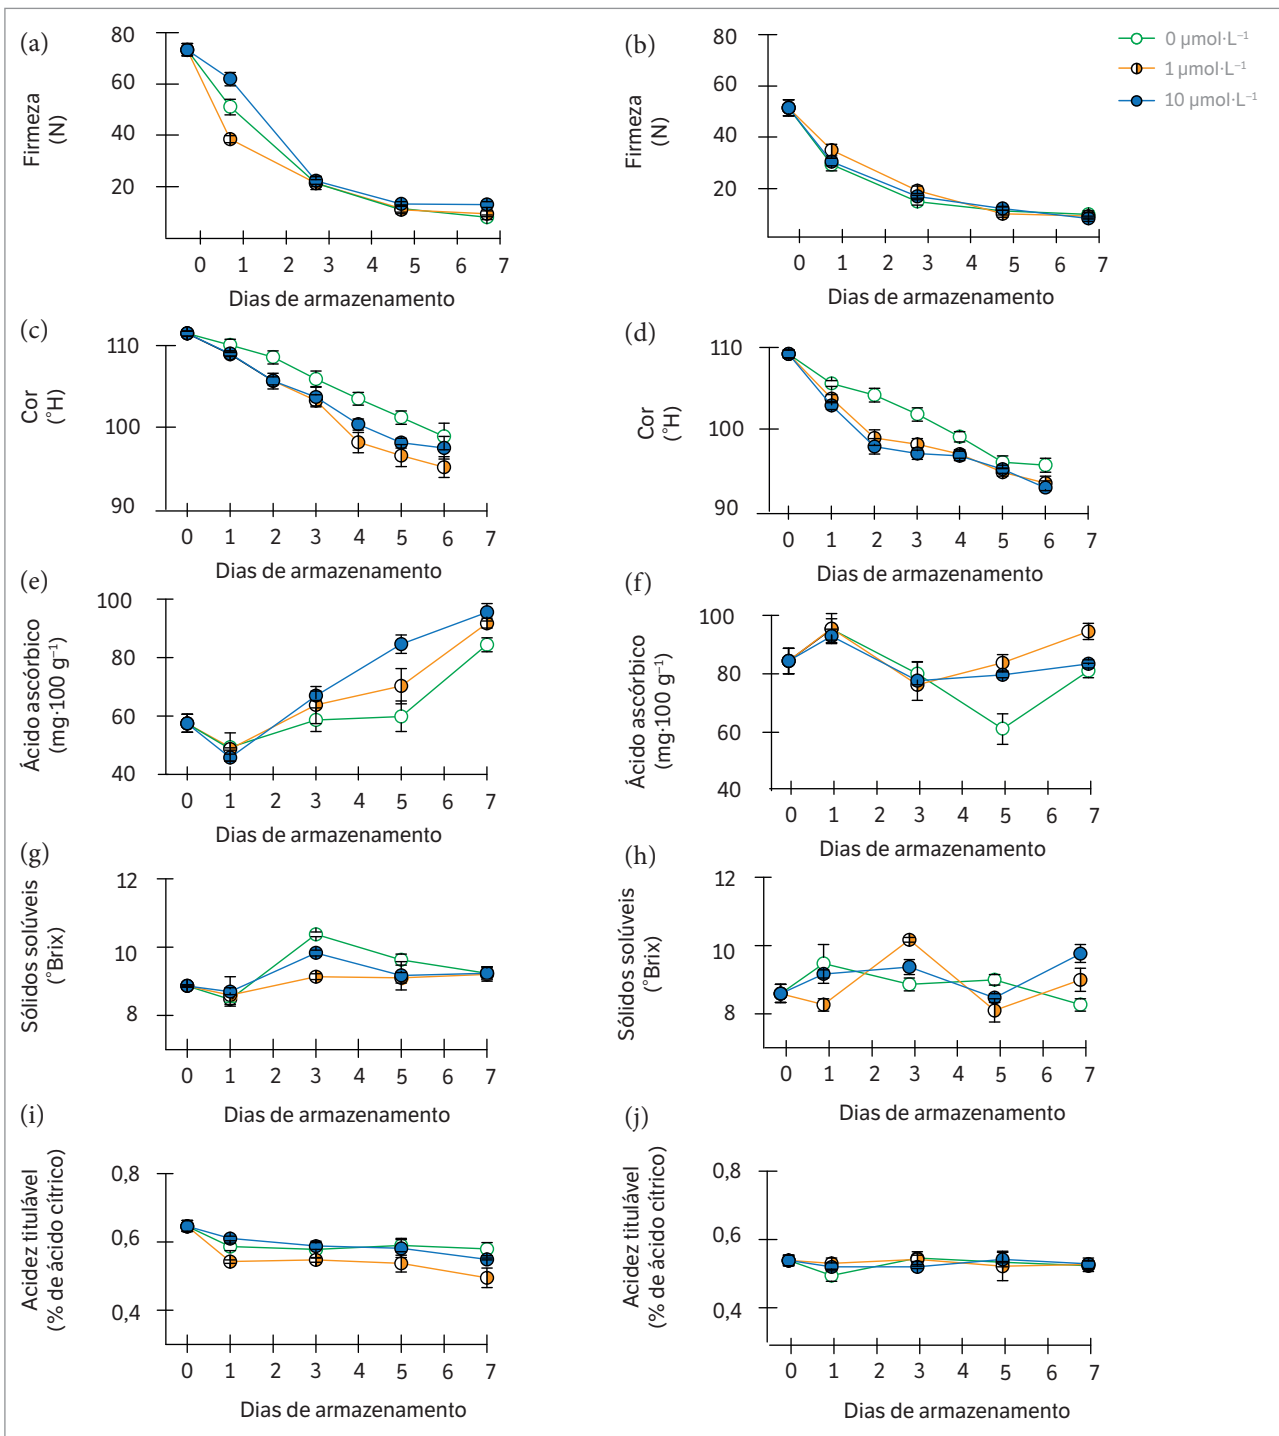 (a)
80
60
40
20
Firmeza
(N)
0 1 2 3 4 5 6 7
Dias de armazenamento
(b)
80
60
40
20
Firmeza
(N)
0 1 2 3 4 5 6 7
Dias de armazenamento
0 µmol·L⁻¹
1 µmol·L⁻¹
10 µmol·L⁻¹
(c)
110
100
90
Cor
(°H)
0 1 2 3 4 5 6 7
Dias de armazenamento
(d)
110
100
90
Cor
(°H)
0 1 2 3 4 5 6 7
Dias de armazenamento
(e)
100
80
60
40
Ácido ascórbico
(mg·100 g⁻¹)
0 1 2 3 4 5 6 7
Dias de armazenamento
(f)
100
80
60
40
Ácido ascórbico
(mg·100 g⁻¹)
0 1 2 3 4 5 6 7
Dias de armazenamento
(g)
12
10
8
Sólidos solúveis
(°Brix)
0 1 2 3 4 5 6 7
Dias de armazenamento
(h)
12
10
8
Sólidos solúveis
(°Brix)
0 1 2 3 4 5 6 7
Dias de armazenamento
(i)
0,8
0,6
0,4
Acidez titulável
(% de ácido cítrico)
0 1 2 3 4 5 6 7
Dias de armazenamento
(j)
0,8
0,6
0,4
Acidez titulável
(% de ácido cítrico)
0 1 2 3 4 5 6 7
Dias de armazenamento